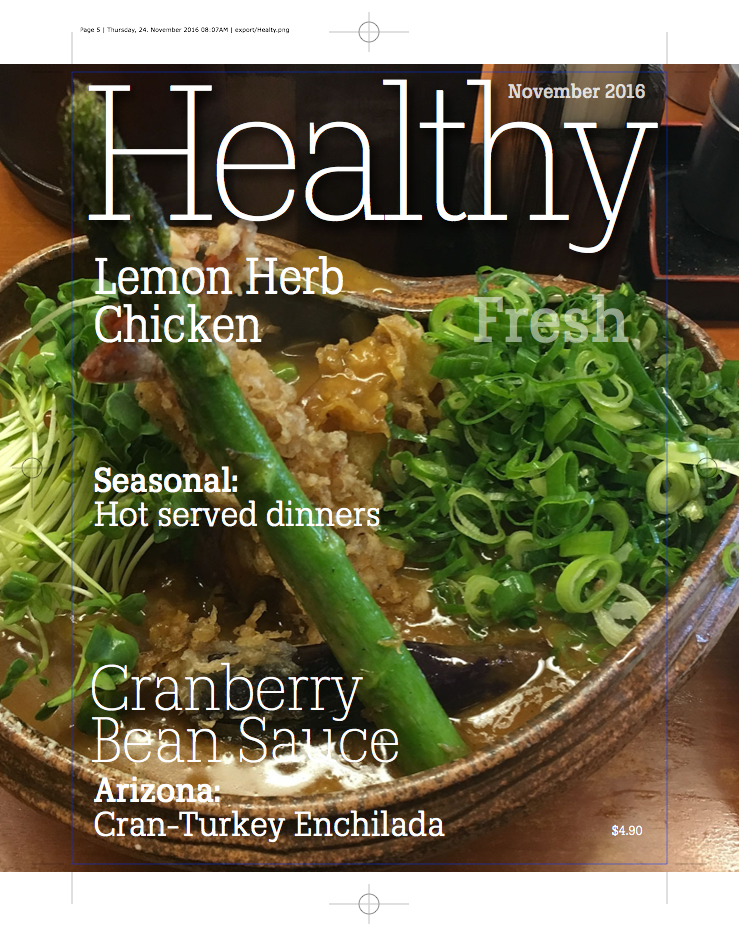 Page 5 | Thursday, 24. November 2016 08:07AM | export/Healty.png
November 2016
Healthy
Lemon Herb
Chicken
Fresh
Seasonal:
Hot served dinners
Cranberry
Bean Sauce
Arizona:
Cran-Turkey Enchilada
$4.90